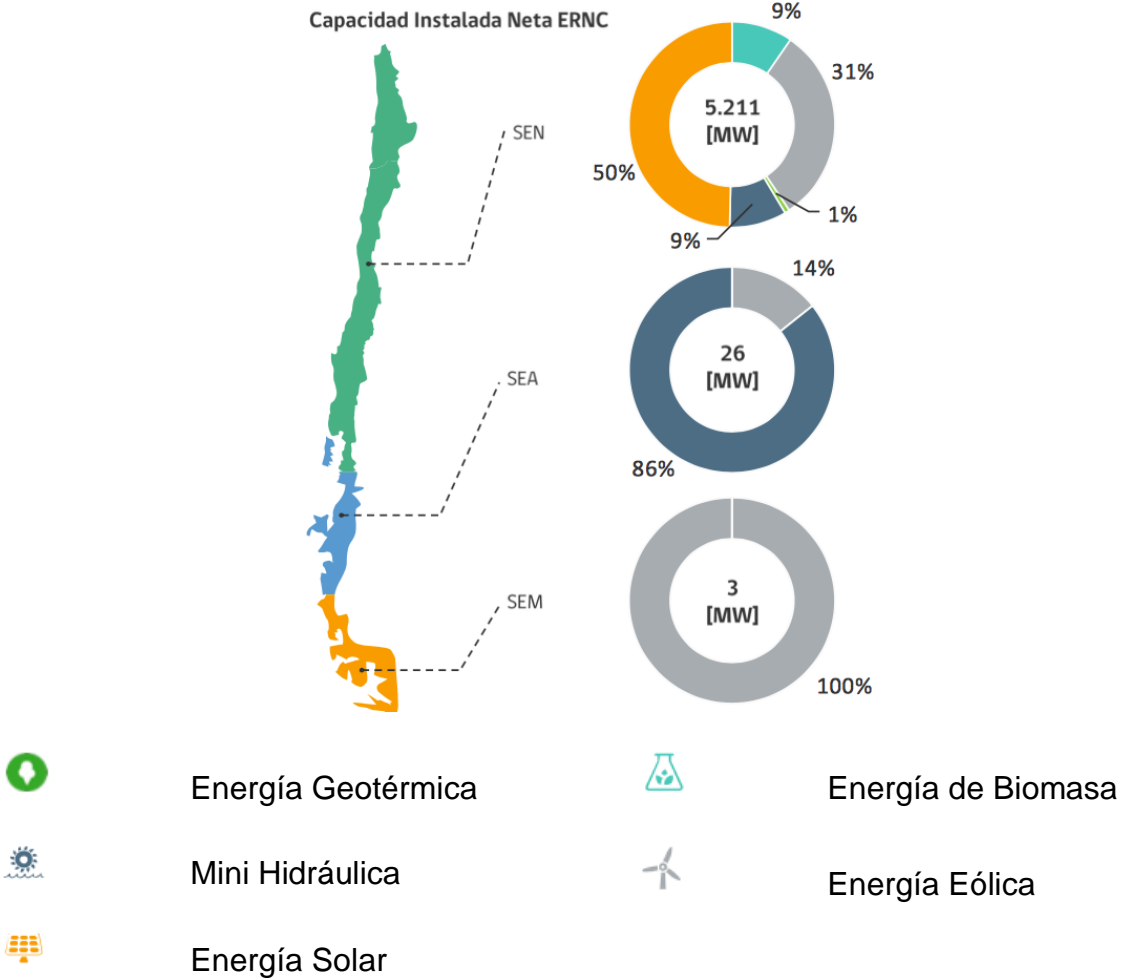 Capacidad Instalada Neta ERNC
SEN
9%
31%
5.211
[MW]
50%
1%
9%
SEA
14%
26
[MW]
86%
SEM
3
[MW]
100%
Energía Geotérmica
Energía de Biomasa
Mini Hidráulica
Energía Eólica
Energía Solar